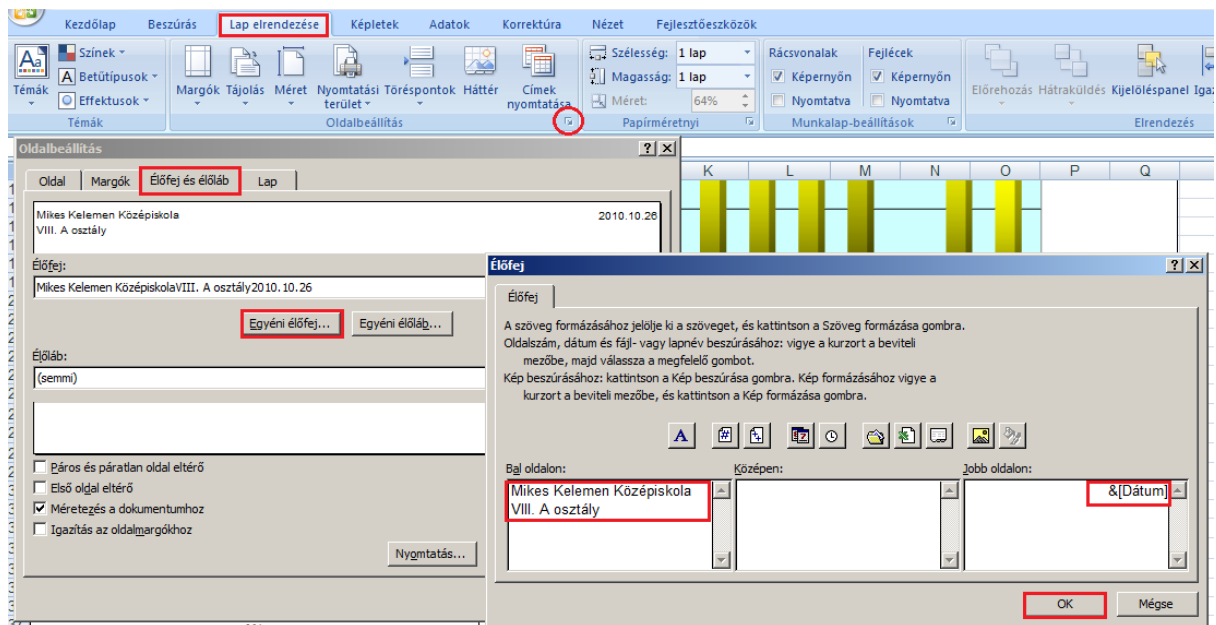 Kezdőlap Beszúrás Lap elrendezése Képletek Adatok Korrektúra Nézet Fejlesztőeszközök
Aa Színek Szélesség: 1 lap Rácsvonalak Fejlécek
A Betűtípusok Magasság: 1 lap Képernyőn Képernyőn
Témák Effektusok Margók Tájolás Méret Nyomtatási terület Töréspontok Háttér Címek nyomtatása Méret: 64% Nyomtatva Nyomtatva Előrehozás Hátraküldés Kijelöléspanel
Témák Oldalbeállítás Papírméretnyi Munkalap-beállítások Elrendezés
Oldalbeállítás
Oldal Margók Élőfej és élőláb Lap
K L M N O P Q
Mikes Kelemen Középiskola 2010.10.26
VIII. A osztály
Élőfej:
Mikes Kelemen KözépiskolaVIII. A osztály2010.10.26
Egyéni élőfej... Egyéni élőláb...
Élőláb:
(semmi)
Páros és páratlan oldal eltérő
Első oldal eltérő
Méretezés a dokumentumhoz
Igazítás az oldalmargókhoz
Nyomtatás...
Élőfej
Élőfej
A szöveg formázásához jelölje ki a szöveget, és kattintson a Szöveg formázása gombra.
Oldalszám, dátum és fájl- vagy lapnév beszúrásához: vigye a kurzort a beviteli
mezőbe, majd válassza a megfelelő gombot.
Kép beszúrásához: kattintson a Kép beszúrása gombra. Kép formázásához vigye a
kurzort a beviteli mezőbe, és kattintson a Kép formázása gombra.
A
Bal oldalon: Középen: Jobb oldalon:
Mikes Kelemen Középiskola &[Dátum]
VIII. A osztály
OK Mégse